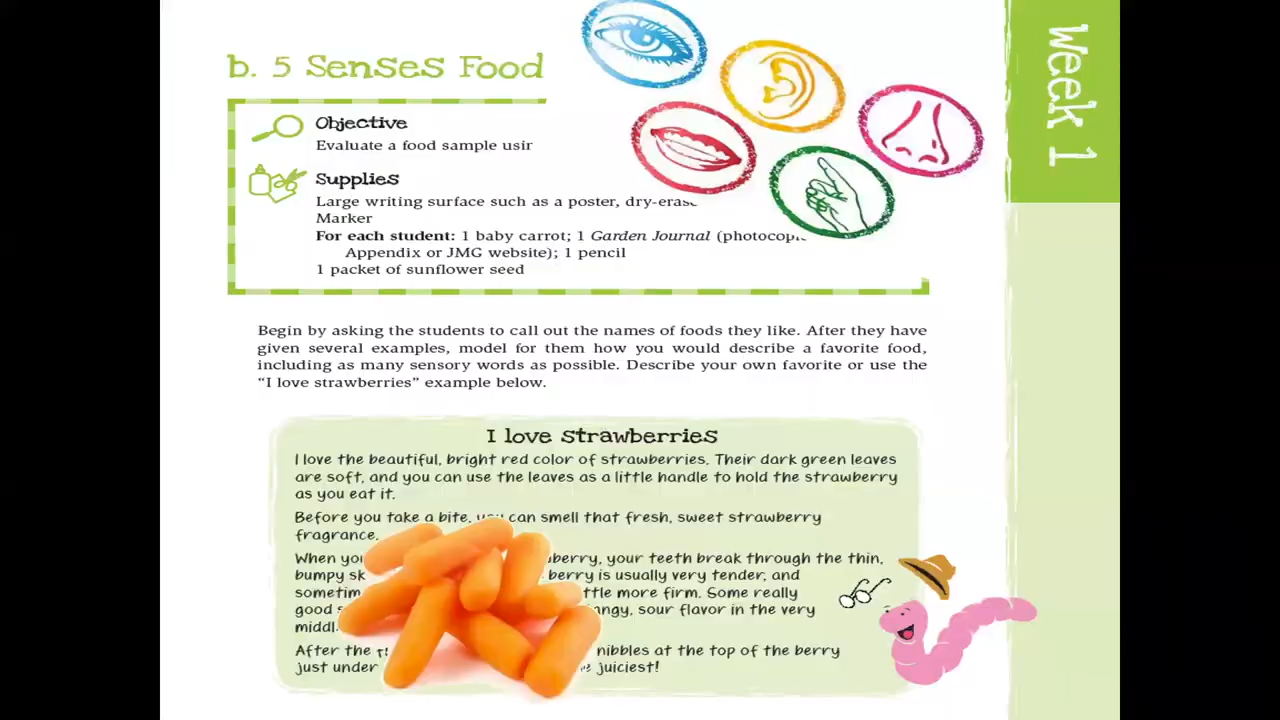 Week 1
b. 5 Senses Food
Objective
Evaluate a food sample usir
Supplies
Large writing surface such as a poster, dry-eras
Marker
For each student: 1 baby carrot; 1 Garden Journal (photocopi
Appendix or JMG website); 1 pencil
1 packet of sunflower seed
Begin by asking the students to call out the names of foods they like. After they have
given several examples, model for them how you would describe a favorite food,
including as many sensory words as possible. Describe your own favorite or use the
“I love strawberries” example below.
I love strawberries
I love the beautiful, bright red color of strawberries. Their dark green leaves
are soft, and you can use the leaves as a little handle to hold the strawberry
as you eat it.
Before you take a bite, you can smell that fresh, sweet strawberry
fragrance.
When you berry, your teeth break through the thin,
bumpy sk berry is usually very tender, and
sometim ttle more firm. Some really
good s tangy, sour flavor in the very
middl
After the nibbles at the top of the berry
just under juiciest!